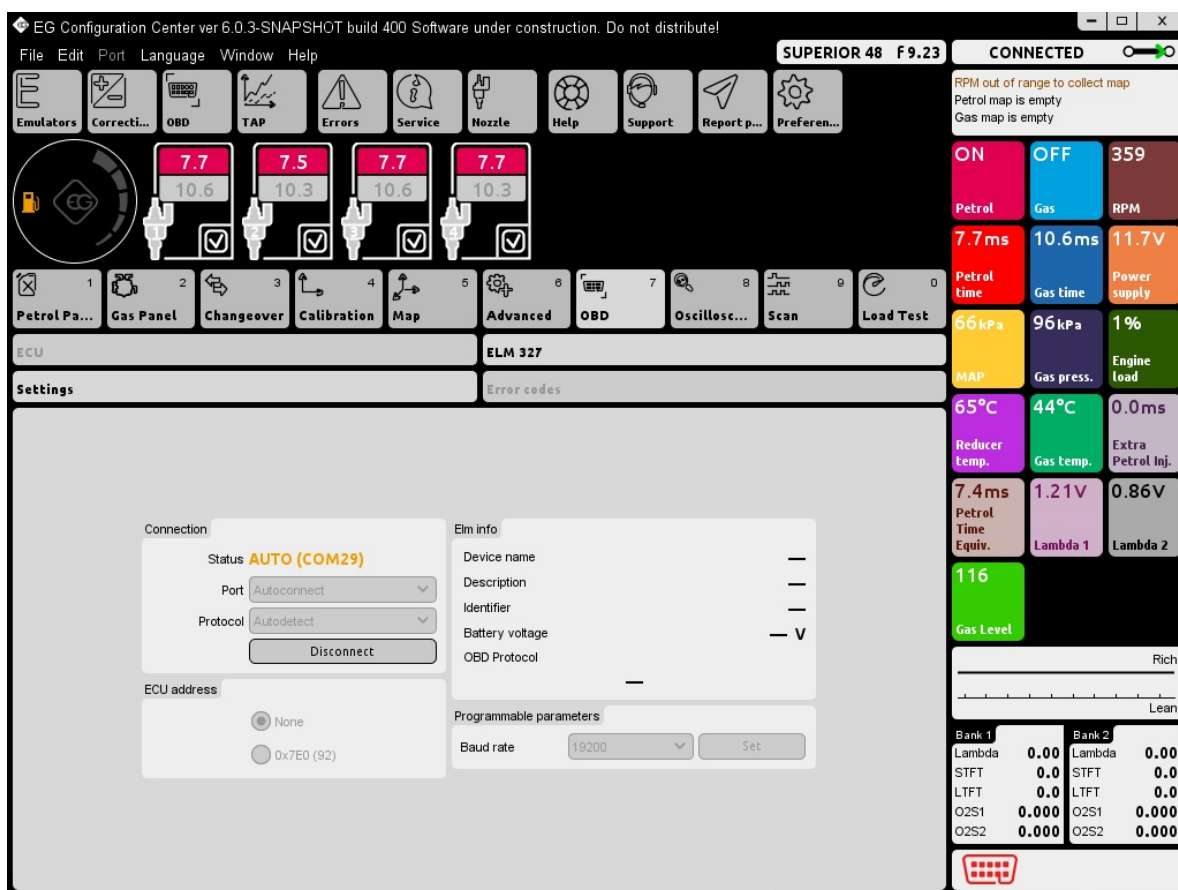 EG Configuration Center ver 6.0.3-SNAPSHOT build 400 Software under construction. Do not distribute!
File Edit Port Language Window Help
SUPERIOR 48 F 9.23
CONNECTED
Emulators
Correcti...
OBD
TAP
Errors
Service
Nozzle
Help
Support
Report p...
Preferen...
RPM out of range to collect map
Petrol map is empty
Gas map is empty
EG
7.7
10.6
1
7.5
10.3
2
7.7
10.6
3
7.7
10.3
4
1 Petrol Pa...
2 Gas Panel
3 Changeover
4 Calibration
5 Map
6 Advanced
7 OBD
8 Oscillosc...
9 Scan
0 Load Test
ECU
ELM 327
Settings
Error codes
Connection
Status AUTO (COM29)
Port Autoconnect
Protocol Autodetect
Disconnect
ECU address
None
0x7E0 (92)
Elm info
Device name —
Description —
Identifier —
Battery voltage — V
OBD Protocol
—
Programmable parameters
Baud rate 19200 Set
ON
Petrol
OFF
Gas
359
RPM
7.7ms
Petrol
time
10.6ms
Gas time
11.7V
Power
supply
66kPa
MAP
96kPa
Gas press.
1%
Engine
load
65°C
Reducer
temp.
44°C
Gas temp.
0.0ms
Extra
Petrol Inj.
7.4ms
Petrol
Time
Equiv.
1.21V
Lambda 1
0.86V
Lambda 2
116
Gas Level
Rich
Lean
Bank 1
Lambda 0.00
STFT 0.0
LTFT 0.0
O2S1 0.000
O2S2 0.000
Bank 2
Lambda 0.00
STFT 0.0
LTFT 0.0
O2S1 0.000
O2S2 0.000